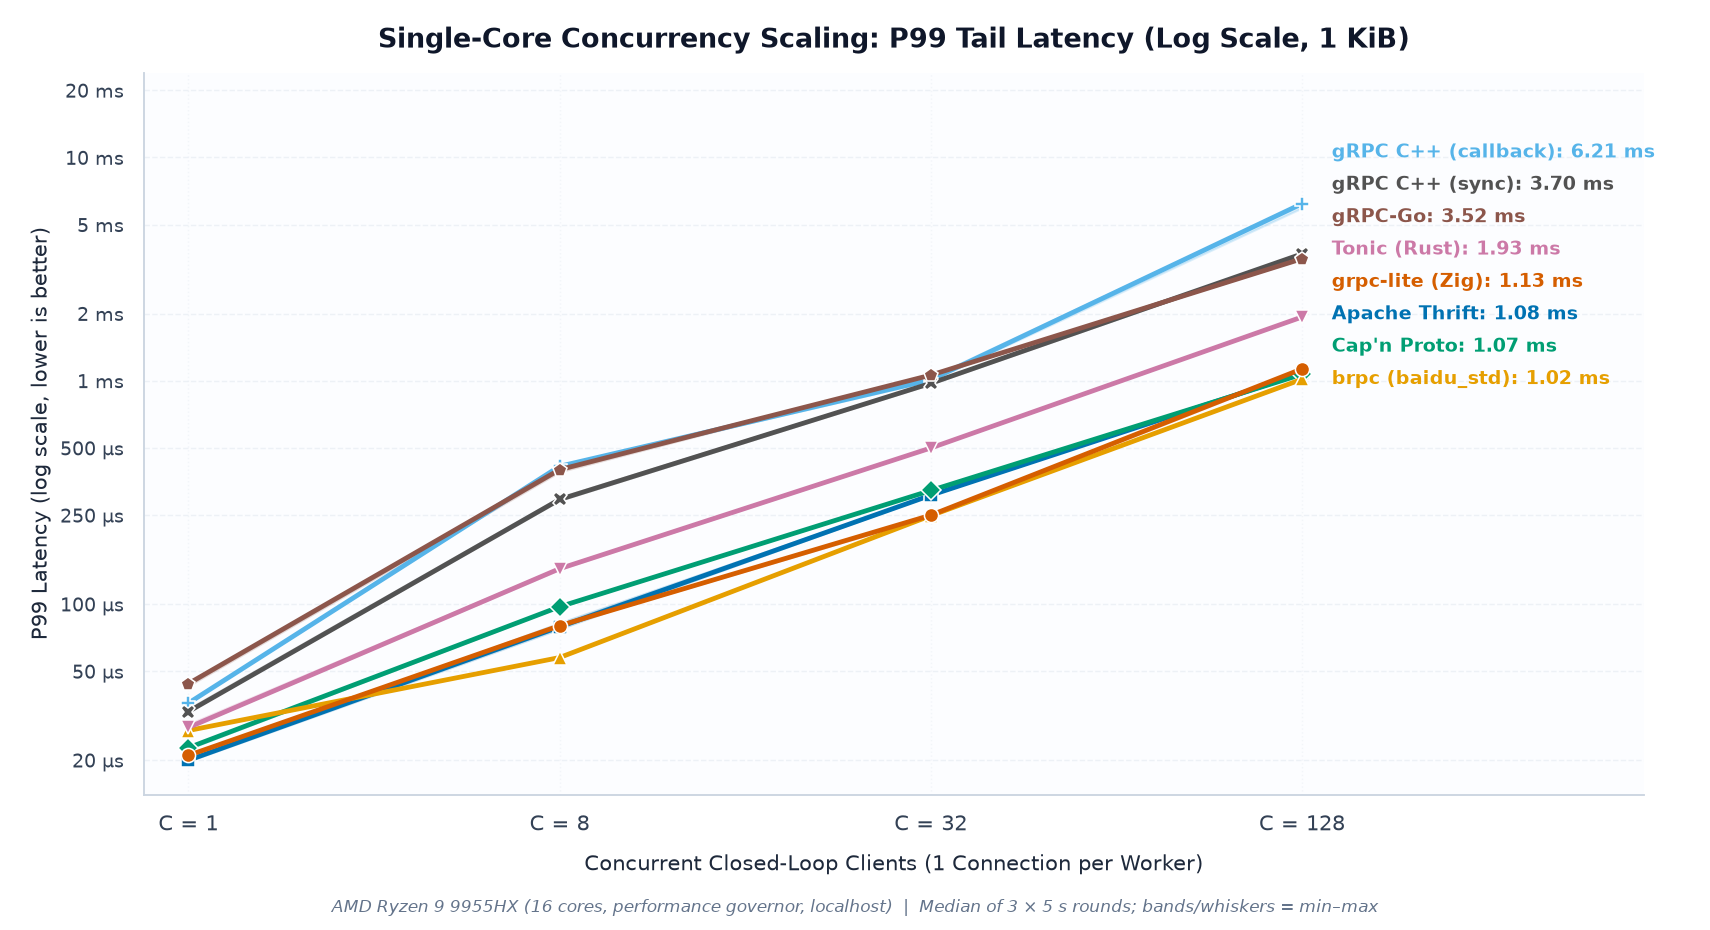 Single-Core Concurrency Scaling: P99 Tail Latency (Log Scale, 1 KiB)
P99 Latency (log scale, lower is better)
20 ms
10 ms
5 ms
2 ms
1 ms
500 µs
250 µs
100 µs
50 µs
20 µs
gRPC C++ (callback): 6.21 ms
gRPC C++ (sync): 3.70 ms
gRPC-Go: 3.52 ms
Tonic (Rust): 1.93 ms
grpc-lite (Zig): 1.13 ms
Apache Thrift: 1.08 ms
Cap'n Proto: 1.07 ms
brpc (baidu_std): 1.02 ms
C = 1
C = 8
C = 32
C = 128
Concurrent Closed-Loop Clients (1 Connection per Worker)
AMD Ryzen 9 9955HX (16 cores, performance governor, localhost) | Median of 3 × 5 s rounds; bands/whiskers = min–max